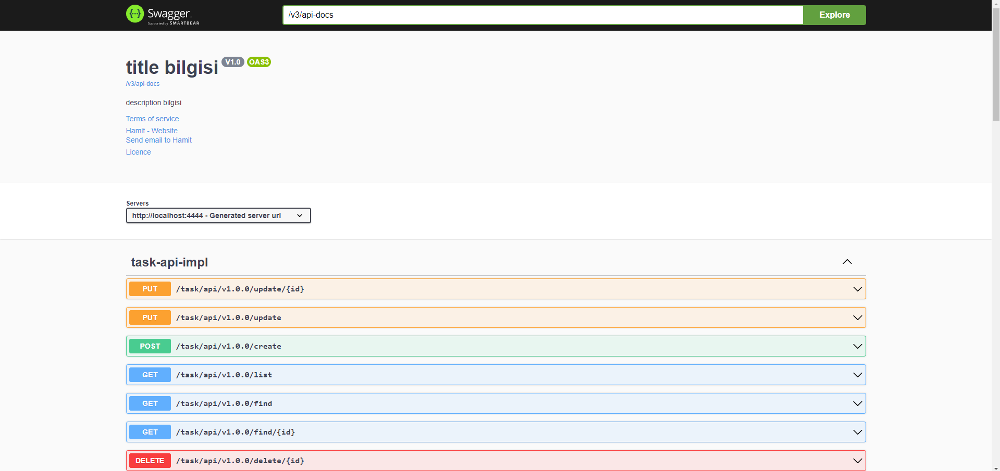 Swagger
Supported by SMARTBEAR
/v3/api-docs
Explore
title bilgisi V1.0 OAS3
/v3/api-docs
description bilgisi
Terms of service
Hamit - Website
Send email to Hamit
Licence
Servers
http://localhost:4444 - Generated server url
task-api-impl
PUT /task/api/v1.0.0/update/{id}
PUT /task/api/v1.0.0/update
POST /task/api/v1.0.0/create
GET /task/api/v1.0.0/list
GET /task/api/v1.0.0/find
GET /task/api/v1.0.0/find/{id}
DELETE /task/api/v1.0.0/delete/{id}